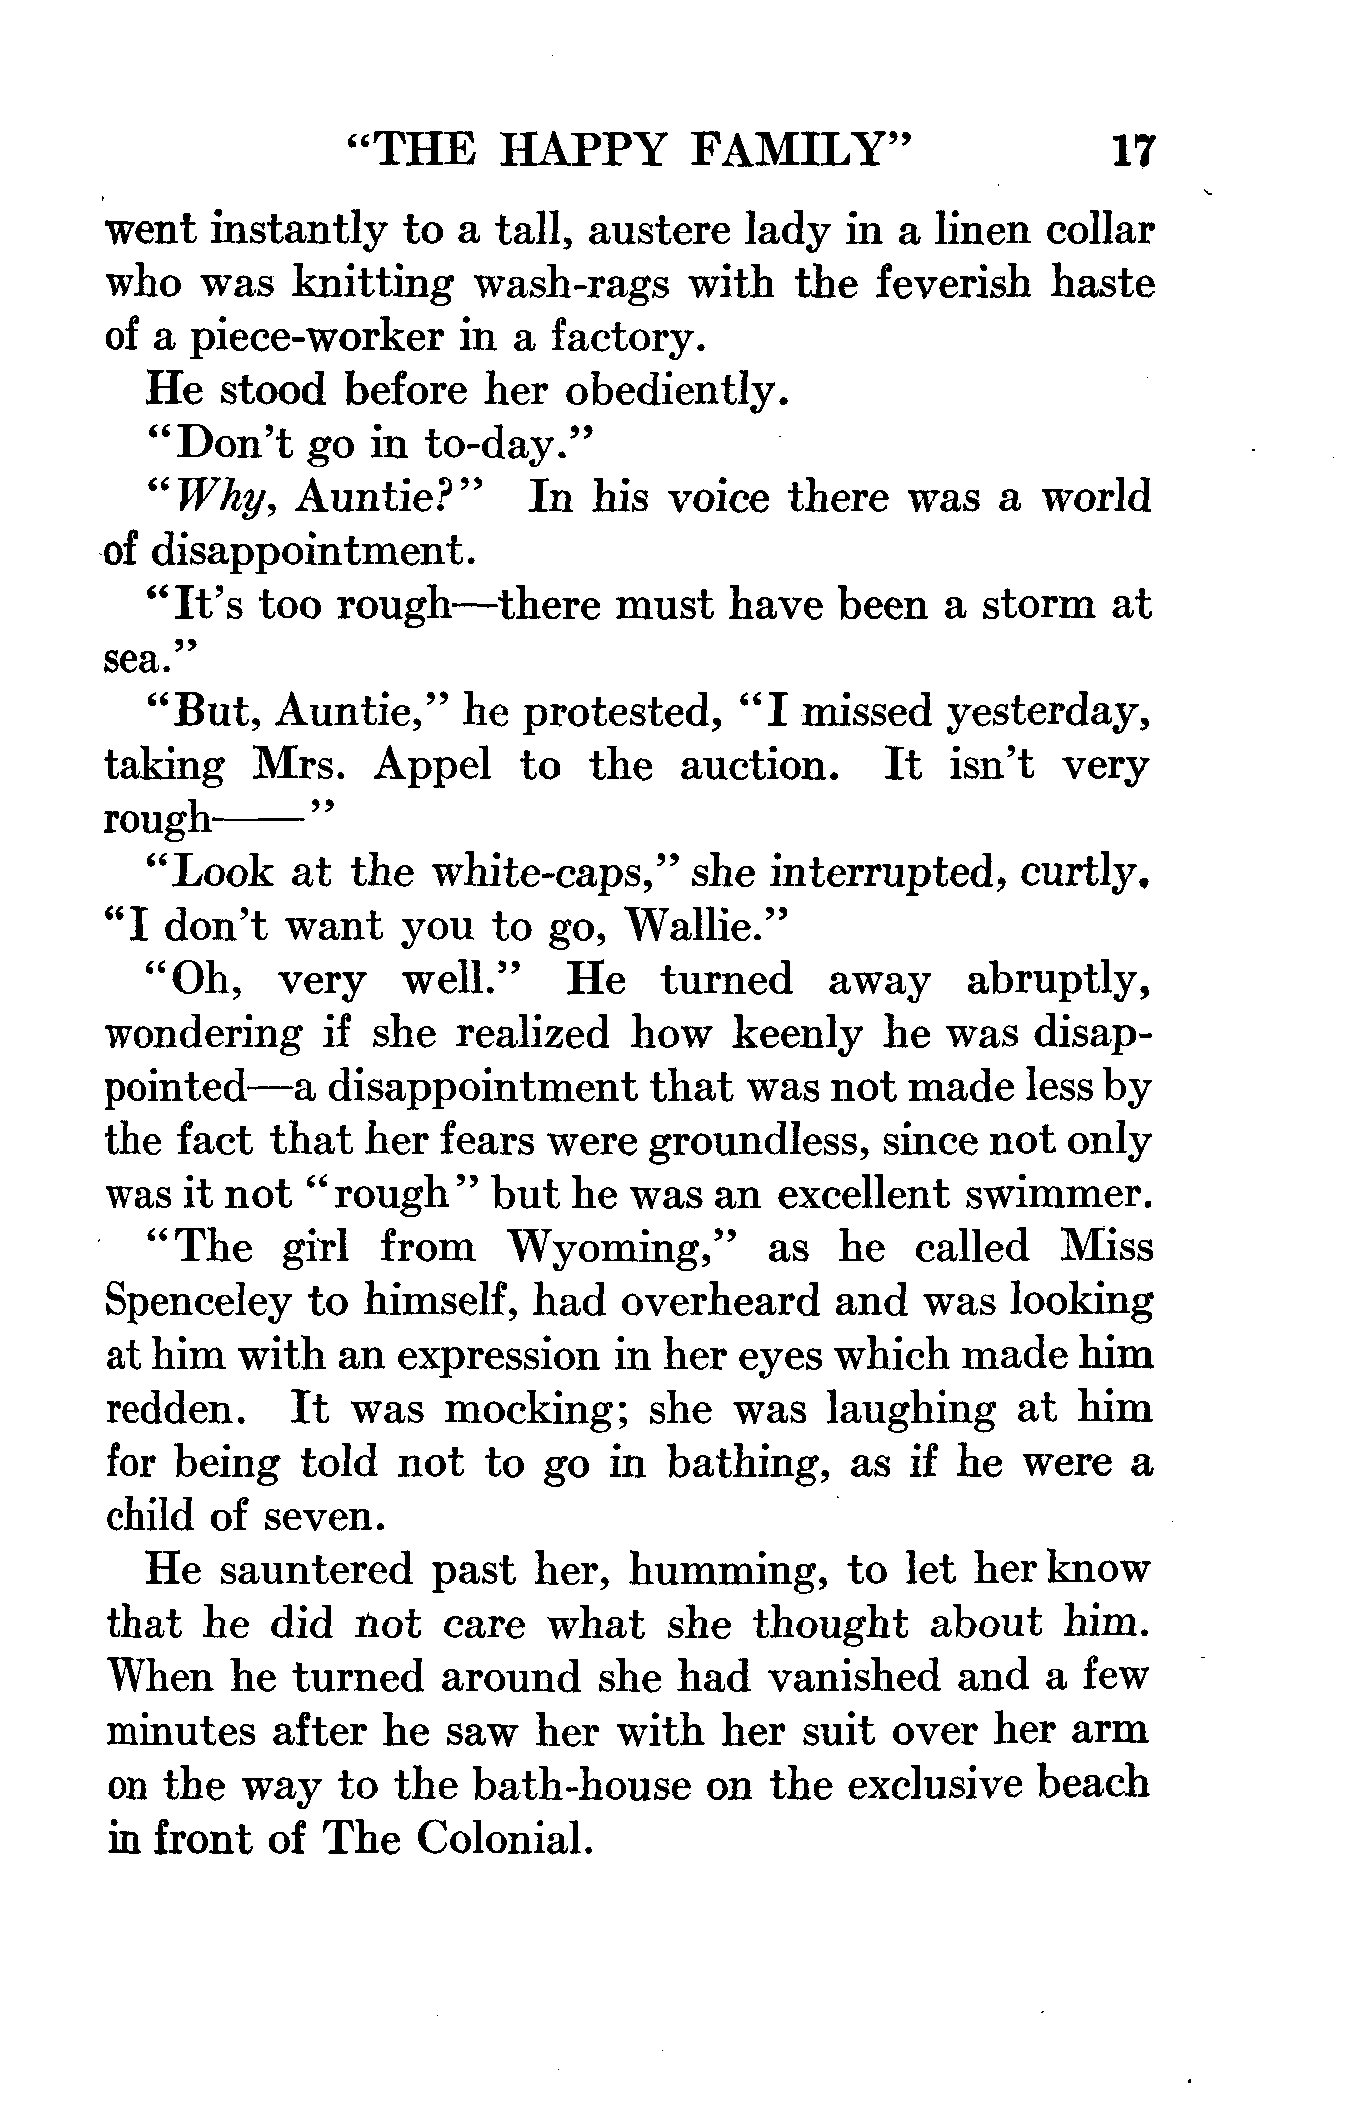 "THE HAPPY FAMILY" 17
went instantly to a tall, austere lady in a linen collar
who was knitting wash-rags with the feverish haste
of a piece-worker in a factory.
He stood before her obediently.
"Don't go in to-day."
"Why, Auntie?" In his voice there was a world
of disappointment.
"It's too rough—there must have been a storm at
sea."
"But, Auntie," he protested, "I missed yesterday,
taking Mrs. Appel to the auction. It isn't very
rough——"
"Look at the white-caps," she interrupted, curtly.
"I don't want you to go, Wallie."
"Oh, very well." He turned away abruptly,
wondering if she realized how keenly he was disap-
pointed—a disappointment that was not made less by
the fact that her fears were groundless, since not only
was it not "rough" but he was an excellent swimmer.
"The girl from Wyoming," as he called Miss
Spenceley to himself, had overheard and was looking
at him with an expression in her eyes which made him
redden. It was mocking; she was laughing at him
for being told not to go in bathing, as if he were a
child of seven.
He sauntered past her, humming, to let her know
that he did not care what she thought about him.
When he turned around she had vanished and a few
minutes after he saw her with her suit over her arm
on the way to the bath-house on the exclusive beach
in front of The Colonial.